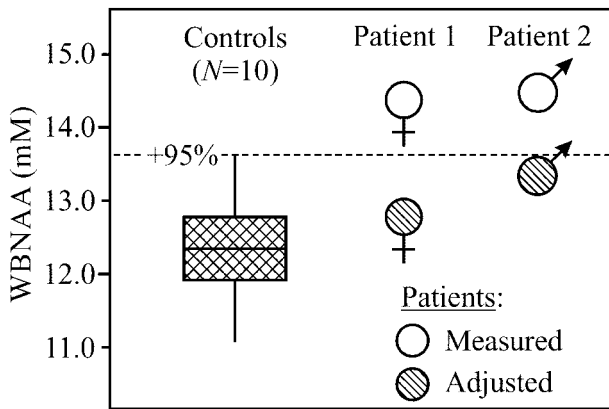 WBNAA (mM)
15.0
14.0
13.0
12.0
11.0
Controls
(N=10)
Patient 1
Patient 2
+95%
Patients:
Measured
Adjusted